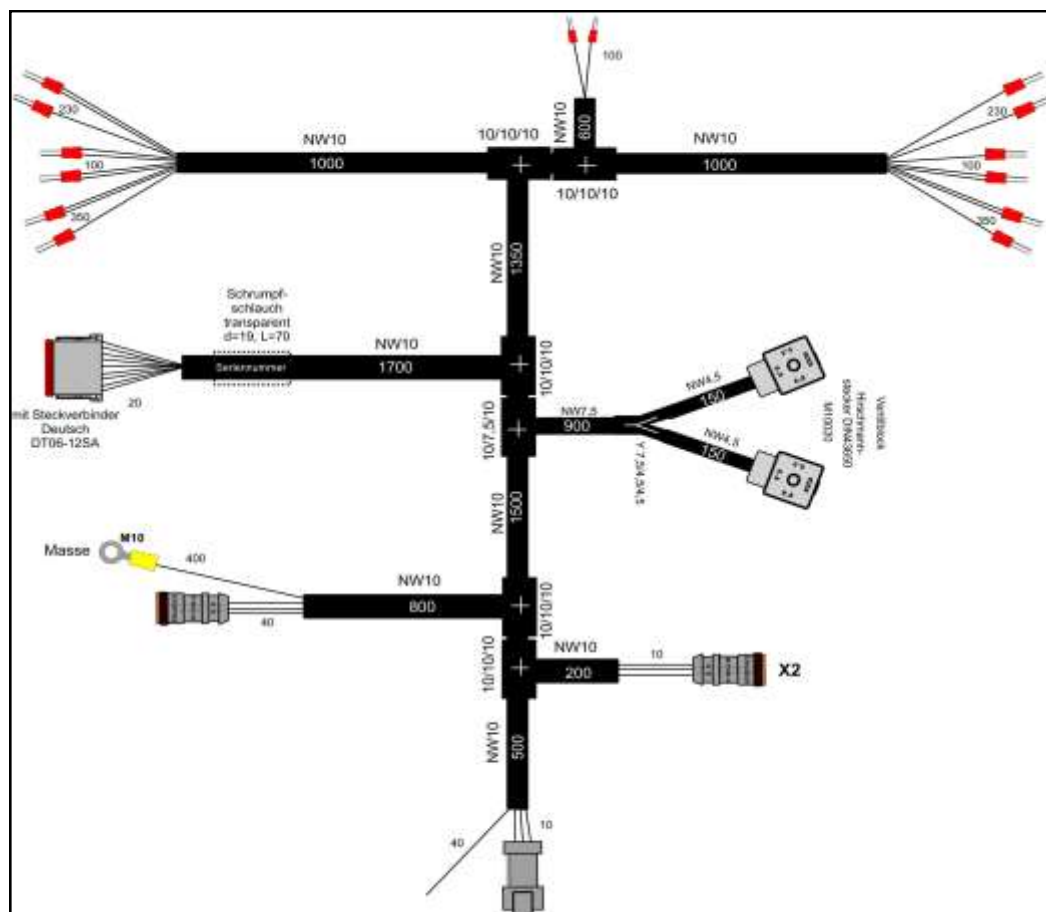 100
230
NW10
10/10/10
NW10
600
NW10
230
1000
1000
100
100
10/10/10
350
350
NW10
1350
Schrumpf-
schlauch
transparent
d=19, L=70
NW10
Seriennummer
1700
10/10/10
20
mit Steckverbinder
Deutsch
DT06-12SA
NW4.5
150
NW7.5
900
10/7.5/10
NW4.5
150
Y 7.5/4.5/4.5
Ventilblock
Hirschmann-
stecker DIN43650
NW10
1500
Masse
M10
400
NW10
800
40
10/10/10
10/10/10
NW10
200
10
X2
NW10
500
40
10